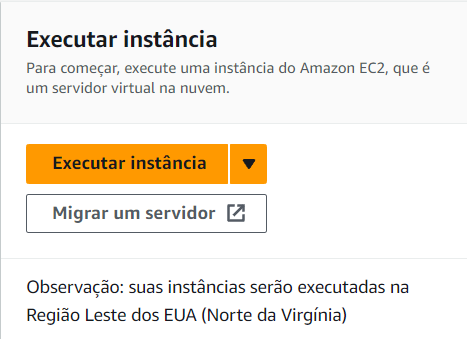 Executar instância
Para começar, execute uma instância do Amazon EC2, que é
um servidor virtual na nuvem.
Executar instância
Migrar um servidor
Observação: suas instâncias serão executadas na
Região Leste dos EUA (Norte da Virgínia)